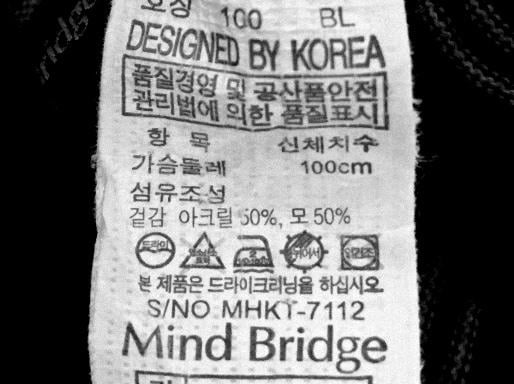 호칭 100 BL
DESIGNED BY KOREA
품질경영 및 공산품안전
관리법에 의한 품질표시
항 목 신체치수
가슴둘레 100cm
섬유조성
겉감 아크릴 50%, 모 50%
드라이
본 제품은 드라이크리닝을 하십시오
S/NO MHKT-7112
Mind Bridge